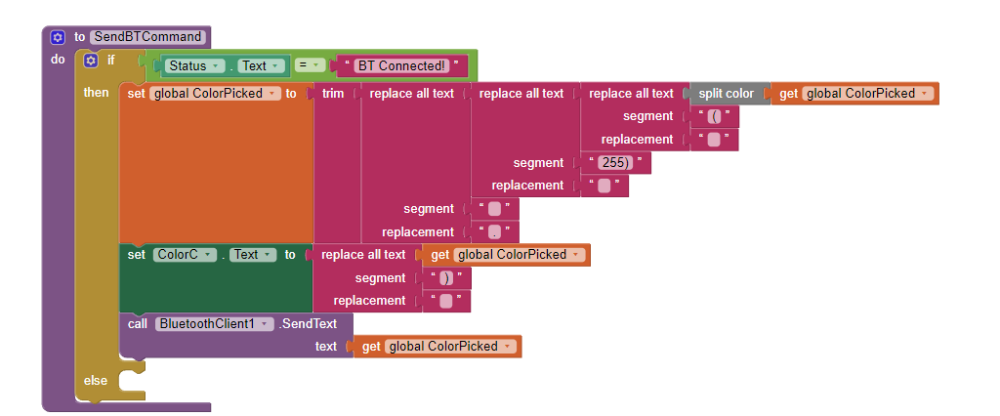 to SendBTCommand
do if Status . Text = " BT Connected! "
then set global ColorPicked to trim replace all text replace all text replace all text split color get global ColorPicked
segment " ( "
replacement " "
segment " 255) "
replacement " "
segment " "
replacement " . "
set ColorC . Text to replace all text get global ColorPicked
segment " ) "
replacement " "
call BluetoothClient1 .SendText
text get global ColorPicked
else